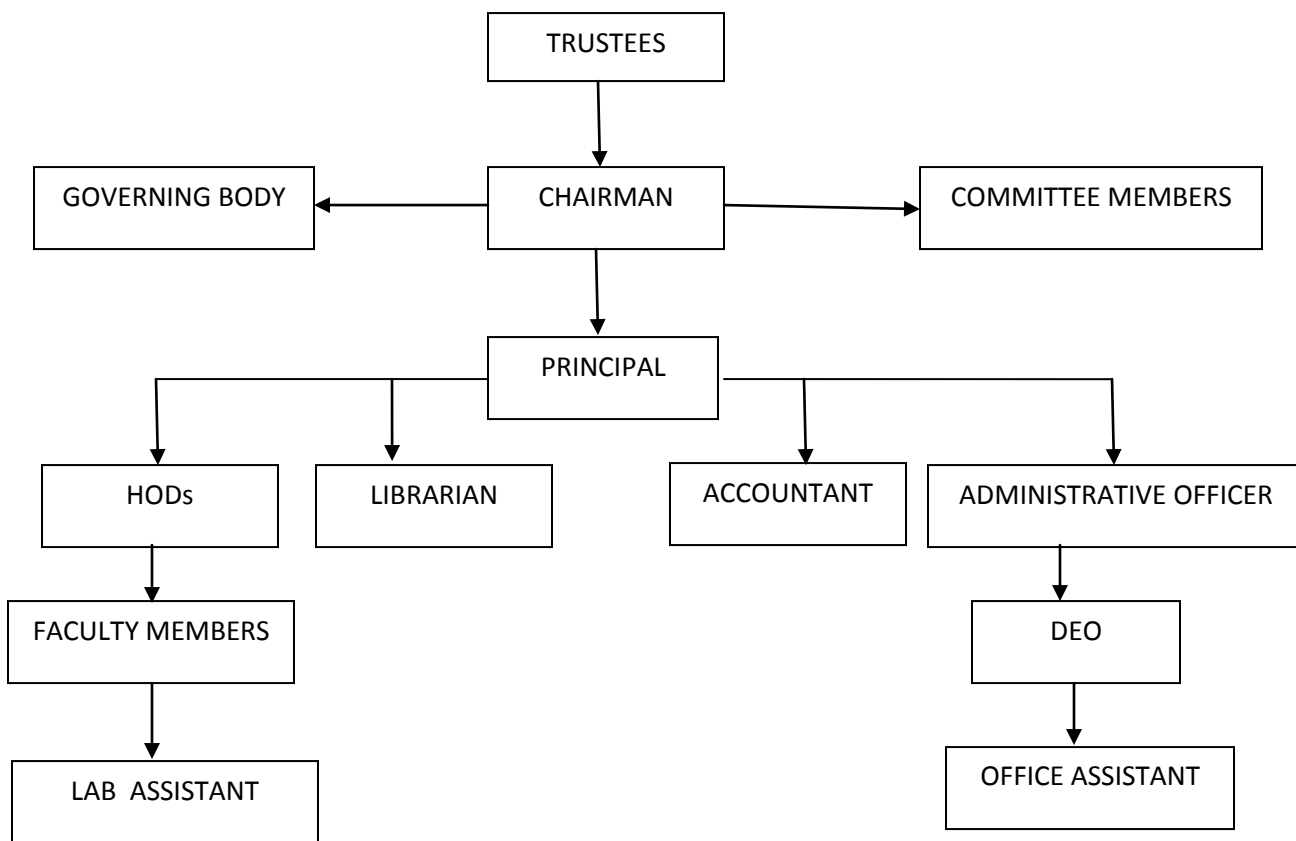 TRUSTEES
GOVERNING BODY
CHAIRMAN
COMMITTEE MEMBERS
PRINCIPAL
HODs
LIBRARIAN
ACCOUNTANT
ADMINISTRATIVE OFFICER
FACULTY MEMBERS
DEO
LAB ASSISTANT
OFFICE ASSISTANT